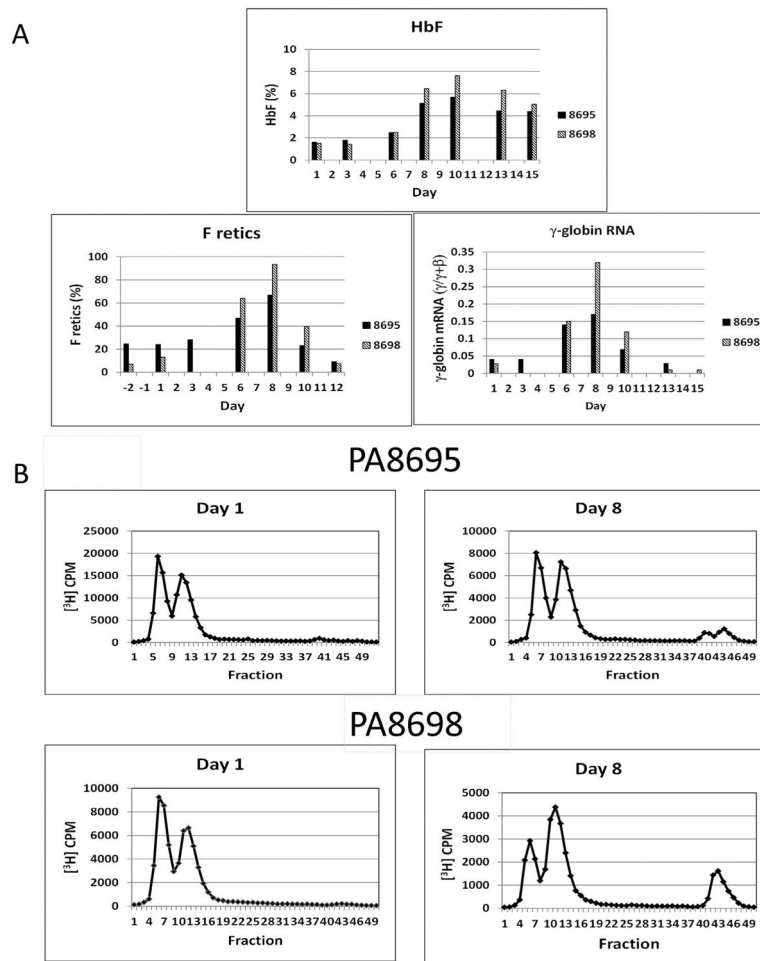 A
HbF
HbF (%)
10
8
6
4
2
0
1 2 3 4 5 6 7 8 9 10 11 12 13 14 15
Day
8695
8698
F retics
F retics (%)
100
80
60
40
20
0
-2 -1 1 2 3 4 5 6 7 8 9 10 11 12
Day
8695
8698
γ-globin RNA
γ-globin mRNA (γ/γ+β)
0.35
0.3
0.25
0.2
0.15
0.1
0.05
0
1 2 3 4 5 6 7 8 9 10 11 12 13 14 15
Day
8695
8698
B
PA8695
Day 1
[³H] CPM
25000
20000
15000
10000
5000
0
1 5 9 13 17 21 25 29 33 37 41 45 49
Fraction
Day 8
[³H] CPM
10000
8000
6000
4000
2000
0
1 4 7 10 13 16 19 22 25 28 31 34 37 40 43 46 49
Fraction
PA8698
Day 1
[³H] CPM
10000
8000
6000
4000
2000
0
1 4 7 10 13 16 19 22 25 28 31 34 37 40 43 46 49
Fraction
Day 8
[³H] CPM
5000
4000
3000
2000
1000
0
1 4 7 10 13 16 19 22 25 28 31 34 37 40 43 46 49
Fraction